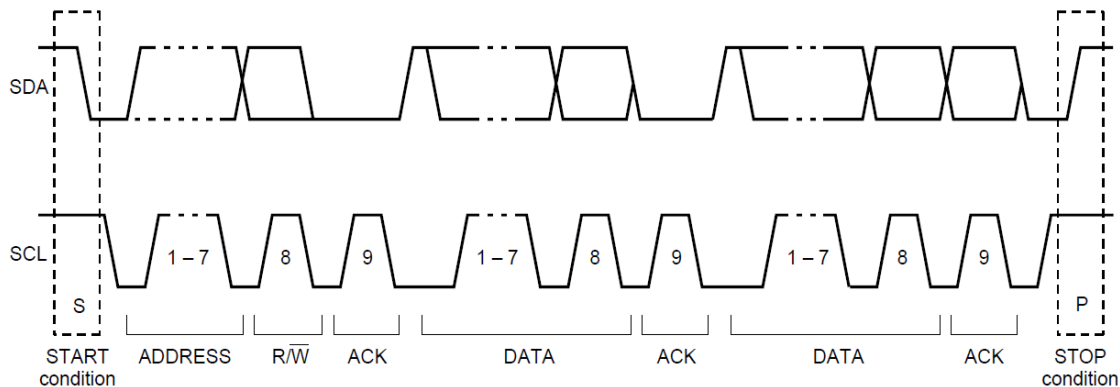 SDA
SCL
1 – 7
8
9
1 – 7
8
9
1 – 7
8
9
S
P
START
condition
ADDRESS
R/W̅
ACK
DATA
ACK
DATA
ACK
STOP
condition